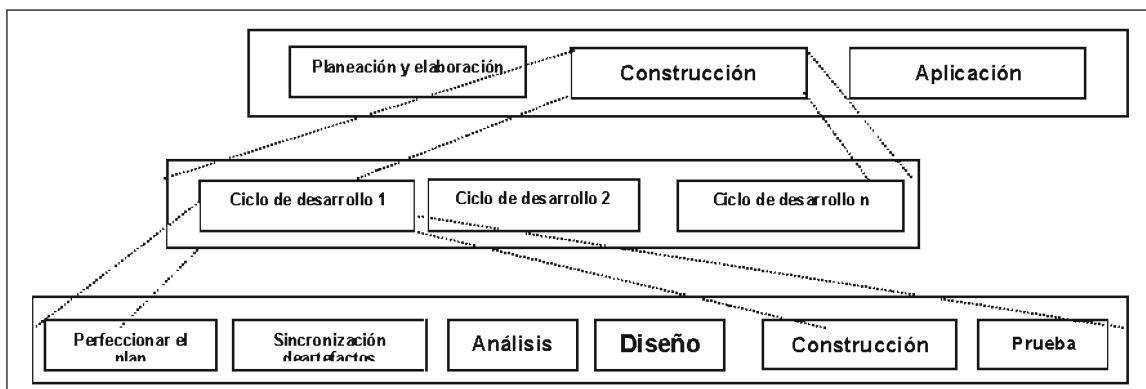 Planeación y elaboración
Construcción
Aplicación
Ciclo de desarrollo 1
Ciclo de desarrollo 2
Ciclo de desarrollo n
Perfeccionar el
plan
Sincronización
deartefactos
Análisis
Diseño
Construcción
Prueba